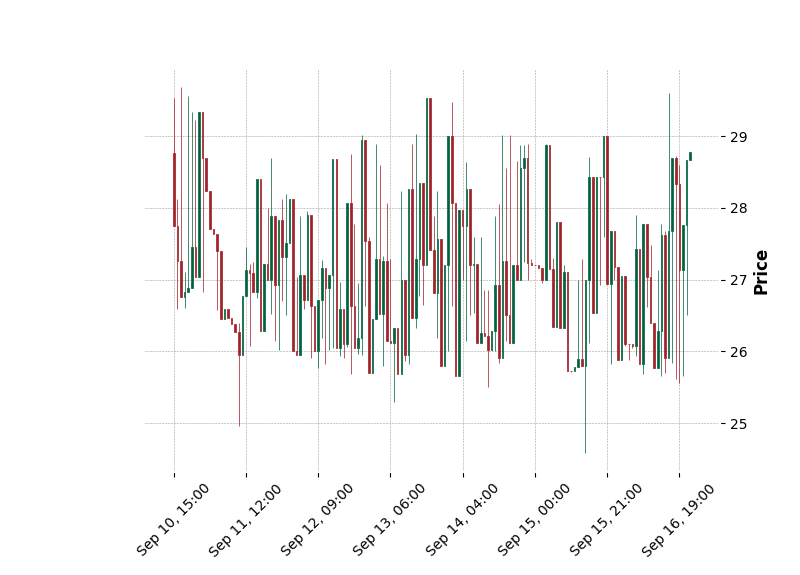 29
28
27
26
25
Price
Sep 10, 15:00
Sep 11, 12:00
Sep 12, 09:00
Sep 13, 06:00
Sep 14, 04:00
Sep 15, 00:00
Sep 15, 21:00
Sep 16, 19:00